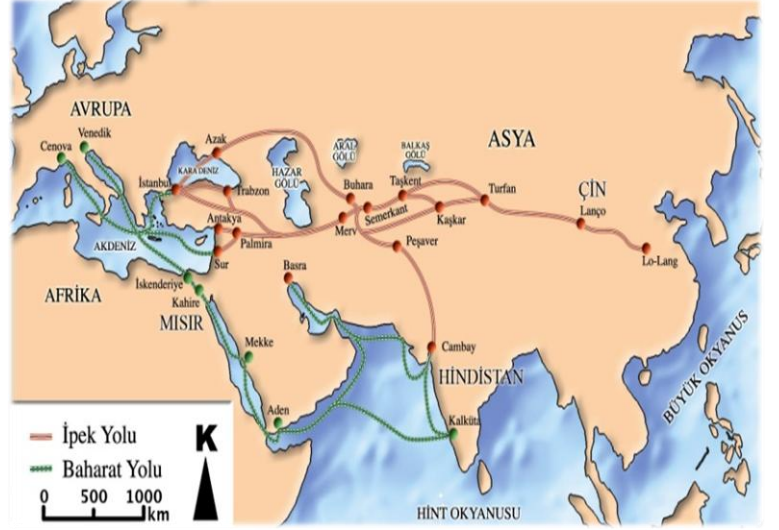 AVRUPA
Cenova
Venedik
Azak
KARADENİZ
İstanbul
Trabzon
HAZAR
GÖLÜ
ARAL
GÖLÜ
BALKAŞ
GÖLÜ
ASYA
Buhara
Taşkent
Semerkant
Merv
Kaşkar
Turfan
ÇİN
Lanço
Lo-Lang
Antakya
Palmira
Sur
AKDENİZ
İskenderiye
Kahire
AFRİKA
MISIR
Basra
Peşaver
Mekke
Aden
Cambay
HİNDİSTAN
Kalküta
BÜYÜK OKYANUS
HİNT OKYANUSU
İpek Yolu
Baharat Yolu
0 500 1000
km
K